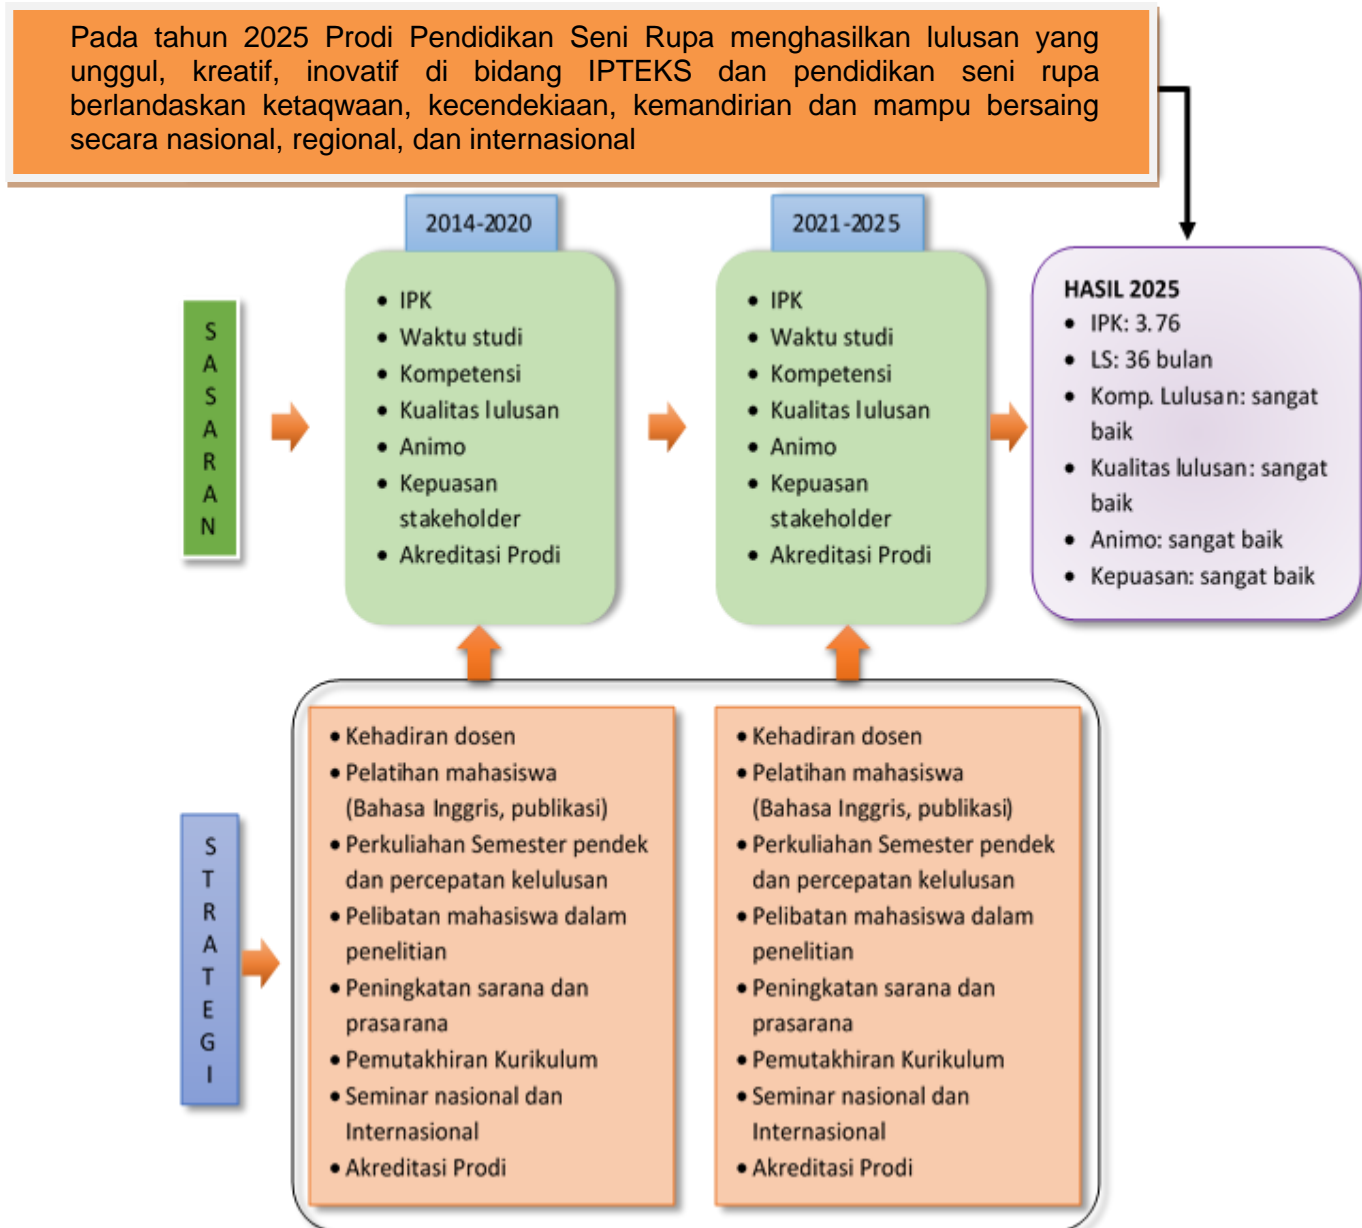 Pada tahun 2025 Prodi Pendidikan Seni Rupa menghasilkan lulusan yang
unggul, kreatif, inovatif di bidang IPTEKS dan pendidikan seni rupa
berlandaskan ketaqwaan, kecendekiaan, kemandirian dan mampu bersaing
secara nasional, regional, dan internasional
SASARAN
2014-2020
• IPK
• Waktu studi
• Kompetensi
• Kualitas lulusan
• Animo
• Kepuasan
stakeholder
• Akreditasi Prodi
2021-2025
• IPK
• Waktu studi
• Kompetensi
• Kualitas lulusan
• Animo
• Kepuasan
stakeholder
• Akreditasi Prodi
HASIL 2025
• IPK: 3.76
• LS: 36 bulan
• Komp. Lulusan: sangat
baik
• Kualitas lulusan: sangat
baik
• Animo: sangat baik
• Kepuasan: sangat baik
STRATEGI
• Kehadiran dosen
• Pelatihan mahasiswa
(Bahasa Inggris, publikasi)
• Perkuliahan Semester pendek
dan percepatan kelulusan
• Pelibatan mahasiswa dalam
penelitian
• Peningkatan sarana dan
prasarana
• Pemutakhiran Kurikulum
• Seminar nasional dan
Internasional
• Akreditasi Prodi
• Kehadiran dosen
• Pelatihan mahasiswa
(Bahasa Inggris, publikasi)
• Perkuliahan Semester pendek
dan percepatan kelulusan
• Pelibatan mahasiswa dalam
penelitian
• Peningkatan sarana dan
prasarana
• Pemutakhiran Kurikulum
• Seminar nasional dan
Internasional
• Akreditasi Prodi